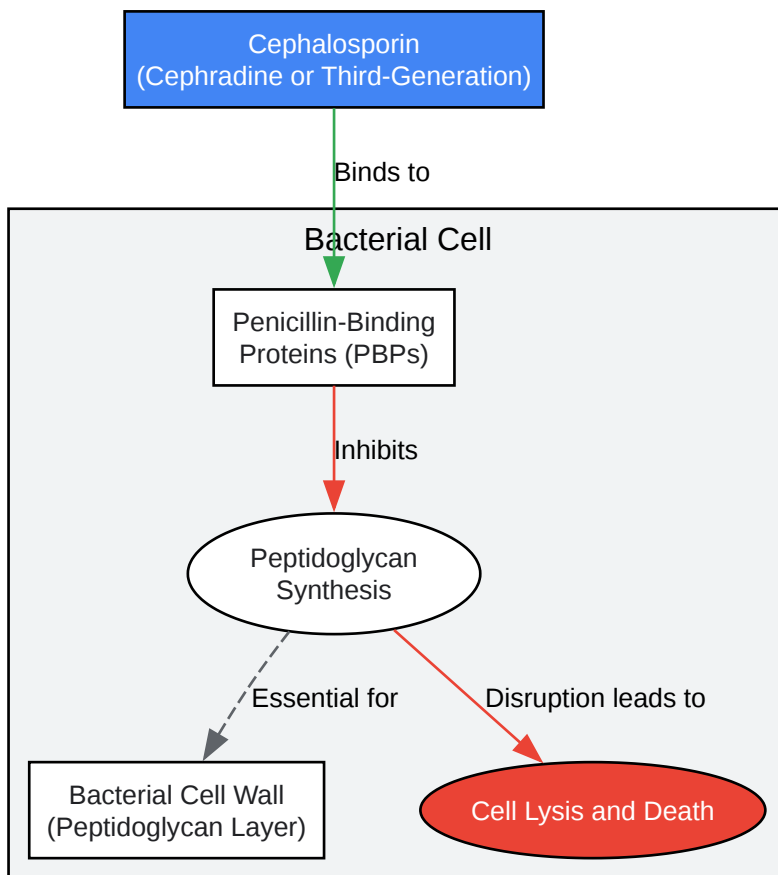 Cephalosporin
(Cephradine or Third-Generation)
Binds to
Bacterial Cell
Penicillin-Binding
Proteins (PBPs)
Inhibits
Peptidoglycan
Synthesis
Essential for
Disruption leads to
Bacterial Cell Wall
(Peptidoglycan Layer)
Cell Lysis and Death